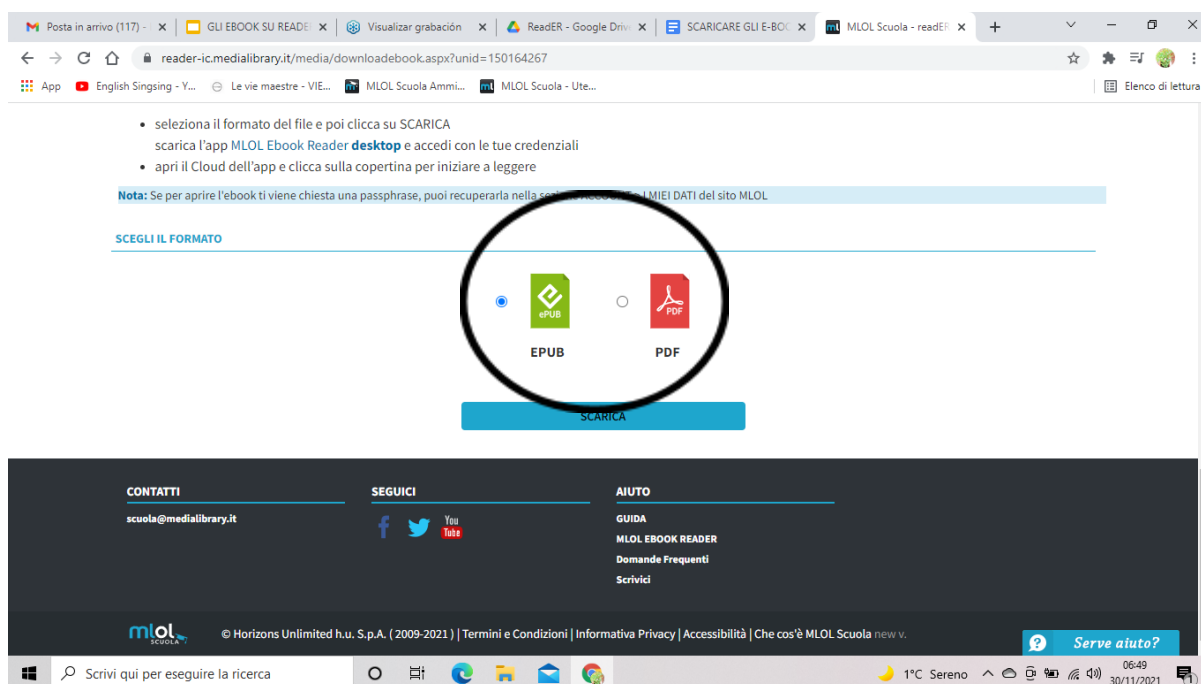 Posta in arrivo (117) -
GLI EBOOK SU READE
Visualizar grabación
ReadER - Google Driv
SCARICARE GLI E-BOO
MLOL Scuola - readER
reader-ic.medialibrary.it/media/downloadebook.aspx?unid=150164267
App
English Singsing - Y...
Le vie maestre - VIE...
MLOL Scuola Ammi...
MLOL Scuola - Ute...
Elenco di lettura
• seleziona il formato del file e poi clicca su SCARICA
scarica l'app MLOL Ebook Reader desktop e accedi con le tue credenziali
• apri il Cloud dell'app e clicca sulla copertina per iniziare a leggere
Nota: Se per aprire l'ebook ti viene chiesta una passphrase, puoi recuperarla nella I MIEI DATI del sito MLOL
SCEGLI IL FORMATO
ePUB
PDF
EPUB
PDF
SCARICA
CONTATTI
scuola@medialibrary.it
SEGUICI
You
Tube
AIUTO
GUIDA
MLOL EBOOK READER
Domande Frequenti
Scrivici
mlol
SCUOLA
© Horizons Unlimited h.u. S.p.A. ( 2009-2021 ) | Termini e Condizioni | Informativa Privacy | Accessibilità | Che cos'è MLOL Scuola new v.
? Serve aiuto?
Scrivi qui per eseguire la ricerca
1°C Sereno
06:49
30/11/2021